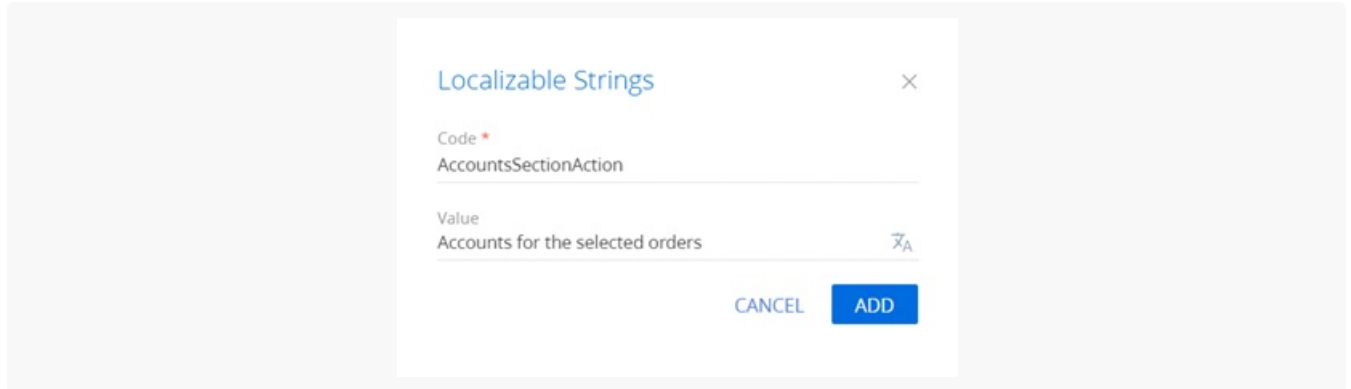 Localizable Strings
Code *
AccountsSectionAction
Value
Accounts for the selected orders
CANCEL ADD